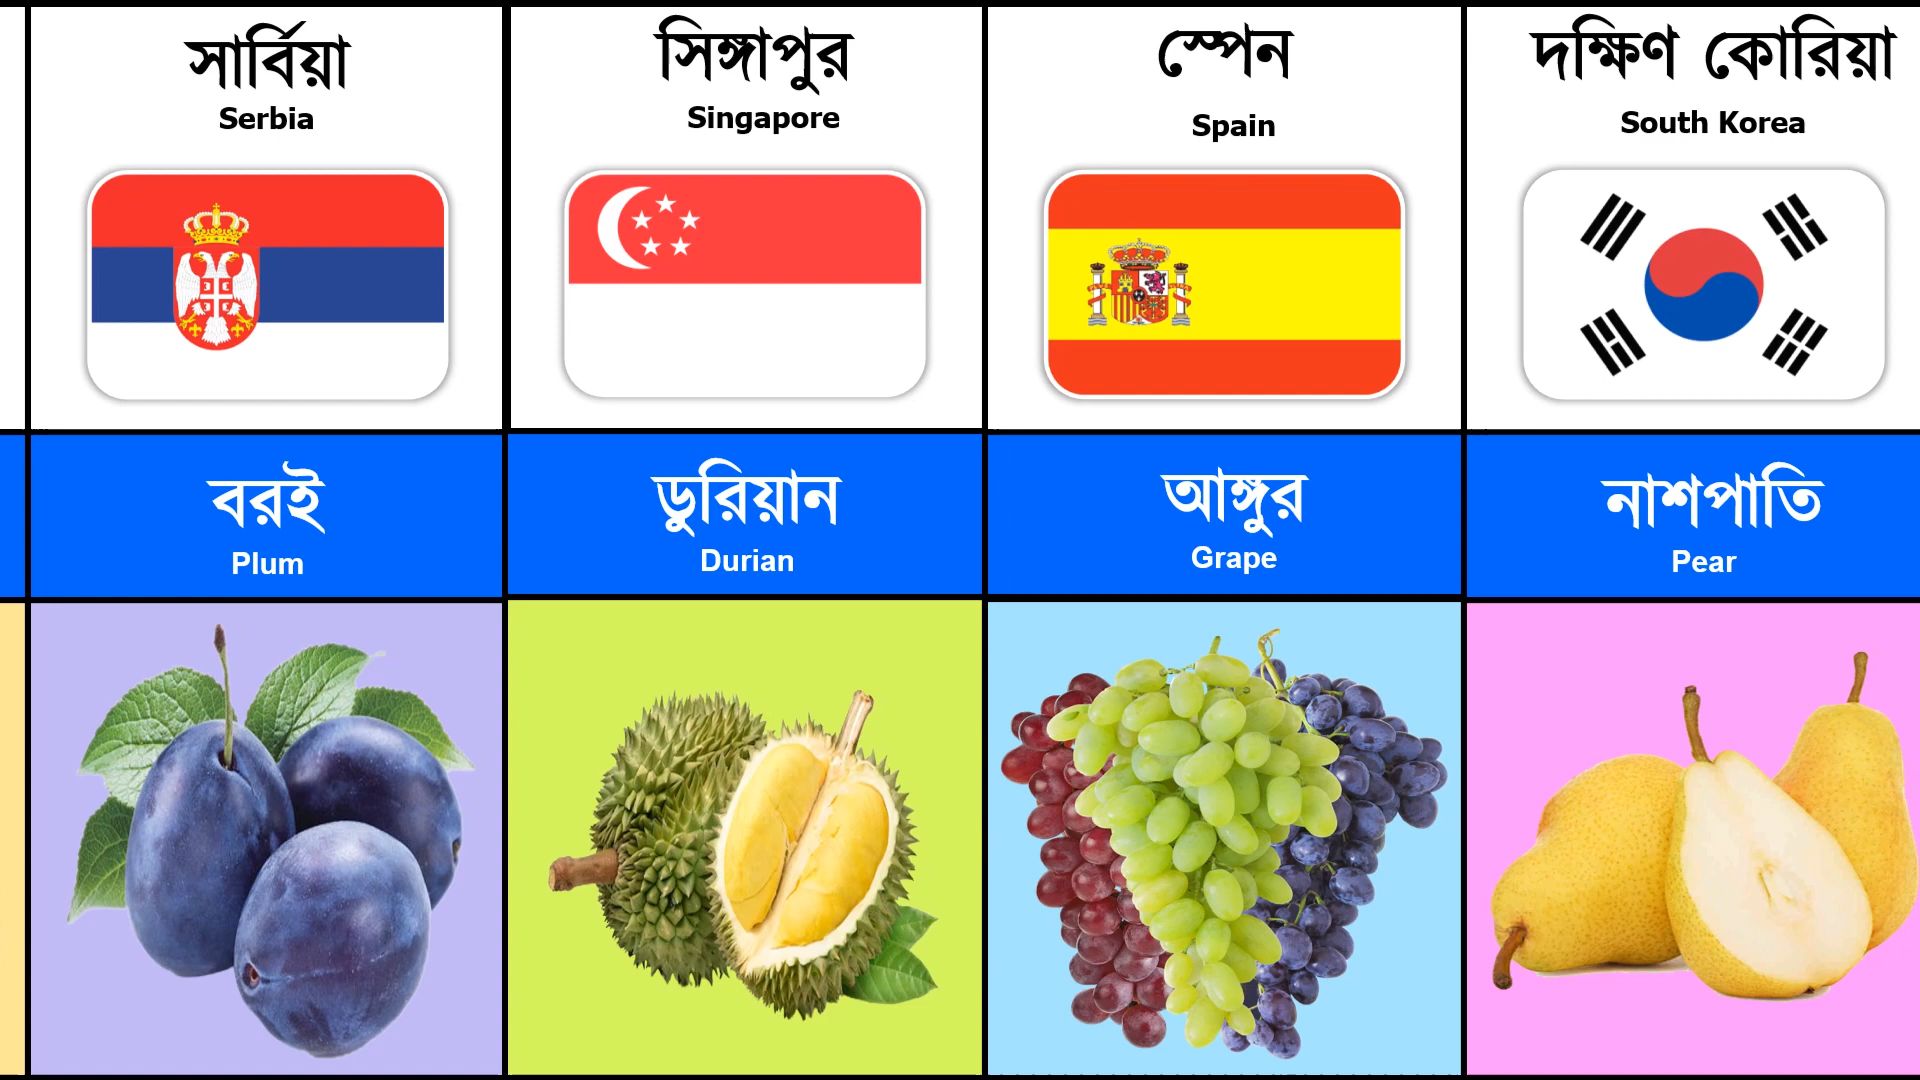 সার্বিয়া
Serbia
সিঙ্গাপুর
Singapore
স্পেন
Spain
দক্ষিণ কোরিয়া
South Korea
বরই
Plum
ডুরিয়ান
Durian
আঙ্গুর
Grape
নাশপাতি
Pear